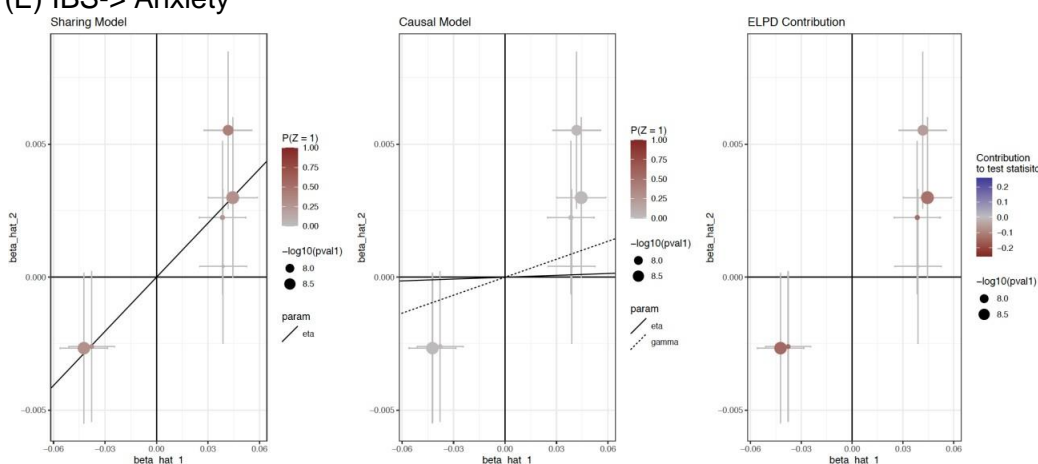 (E) IBS-> Anxiety
Sharing Model
0.005
0.000
−0.005
beta_hat_2
−0.06
−0.03
0.00
0.03
0.06
beta_hat_1
P(Z = 1)
1.00
0.75
0.50
0.25
0.00
−log10(pval1)
8.0
8.5
param
eta
Causal Model
0.005
0.000
−0.005
beta_hat_2
−0.06
−0.03
0.00
0.03
0.06
beta_hat_1
P(Z = 1)
1.00
0.75
0.50
0.25
0.00
−log10(pval1)
8.0
8.5
param
eta
gamma
ELPD Contribution
0.005
0.000
−0.005
beta_hat_2
−0.06
−0.03
0.00
0.03
0.06
beta_hat_1
Contribution
to test statisitc
0.2
0.1
0.0
−0.1
−0.2
−log10(pval1)
8.0
8.5